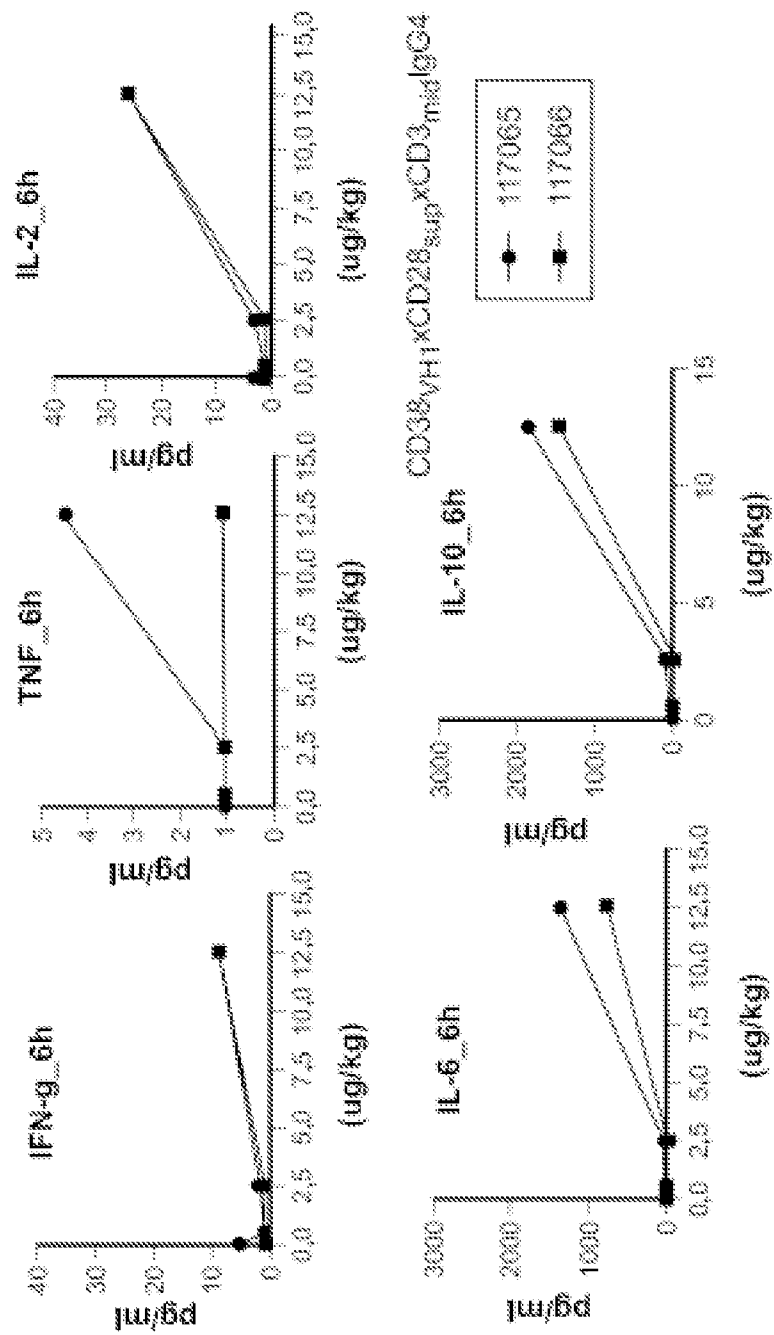 IFN-g_6h
pg/ml
40
30
20
10
0
0.0 2.5 5.0 7.5 10.0 12.5 15.0
(ug/kg)
TNF_6h
pg/ml
5
4
3
2
1
0
0.0 2.5 5.0 7.5 10.0 12.5 15.0
(ug/kg)
IL-2_6h
pg/ml
40
30
20
10
0
0.0 2.5 5.0 7.5 10.0 12.5 15.0
(ug/kg)
IL-6_6h
pg/ml
3000
2000
1000
0
0.0 2.5 5.0 7.5 10.0 12.5 15.0
(ug/kg)
IL-10_6h
pg/ml
3000
2000
1000
0
0 5 10 15
(ug/kg)
CD38VH1xCD28supxCD3midIgG4
117065
117066